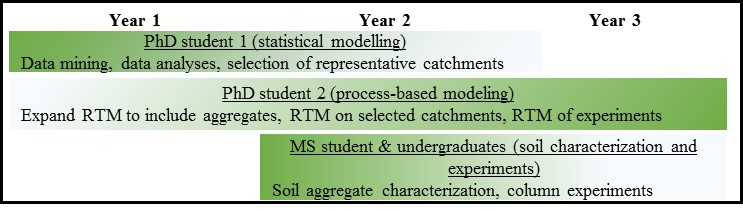 Year 1 Year 2 Year 3
PhD student 1 (statistical modelling)
Data mining, data analyses, selection of representative catchments
PhD student 2 (process-based modeling)
Expand RTM to include aggregates, RTM on selected catchments, RTM of experiments
MS student & undergraduates (soil characterization and
experiments)
Soil aggregate characterization, column experiments